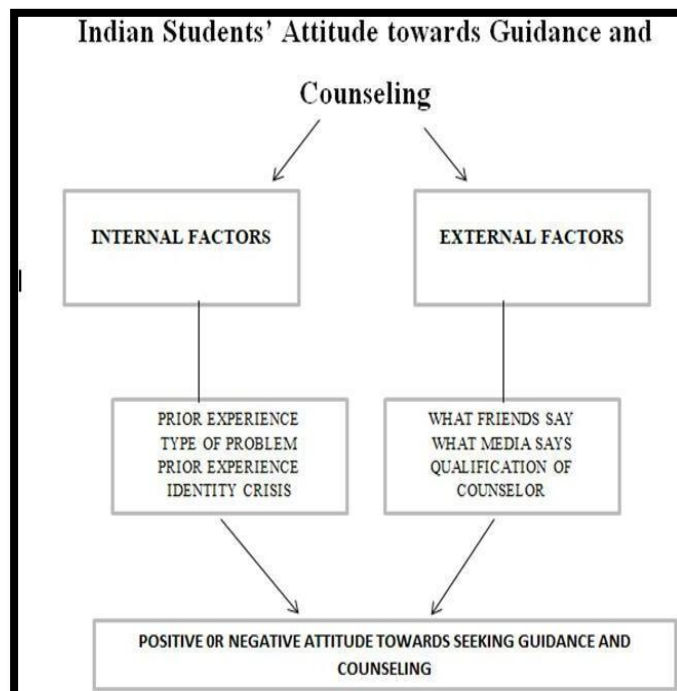 Indian Students’ Attitude towards Guidance and
Counseling
INTERNAL FACTORS
EXTERNAL FACTORS
PRIOR EXPERIENCE
TYPE OF PROBLEM
PRIOR EXPERIENCE
IDENTITY CRISIS
WHAT FRIENDS SAY
WHAT MEDIA SAYS
QUALIFICATION OF
COUNSELOR
POSITIVE 0R NEGATIVE ATTITUDE TOWARDS SEEKING GUIDANCE AND
COUNSELING